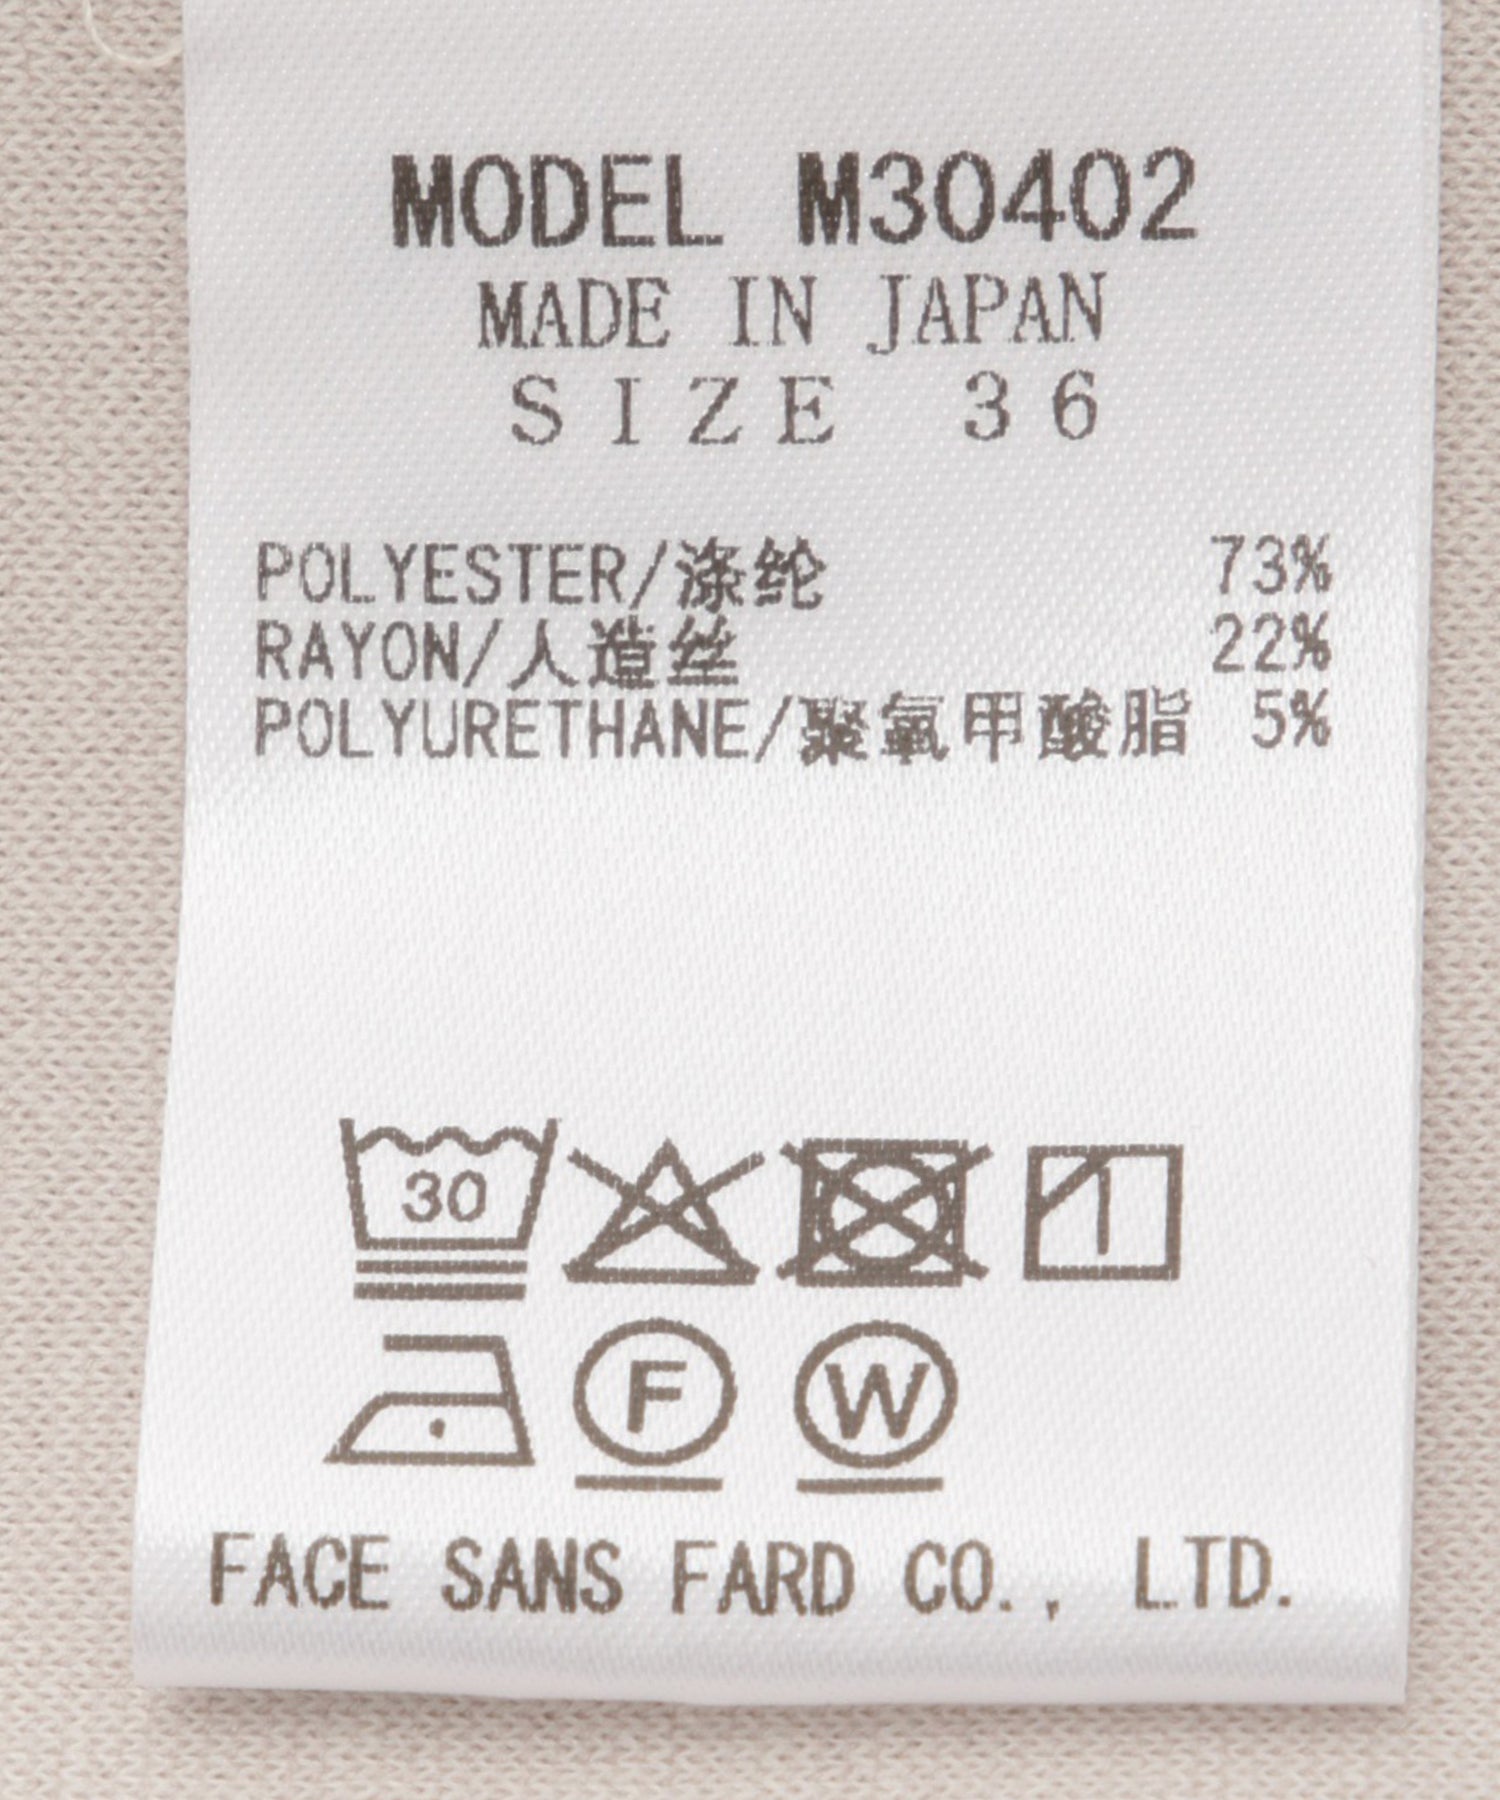 MODEL M30402
MADE IN JAPAN
SIZE 36
POLYESTER/涤纶 73%
RAYON/人造丝 22%
POLYURETHANE/聚氨甲酸脂 5%
30
F
W
FACE SANS FARD CO., LTD.